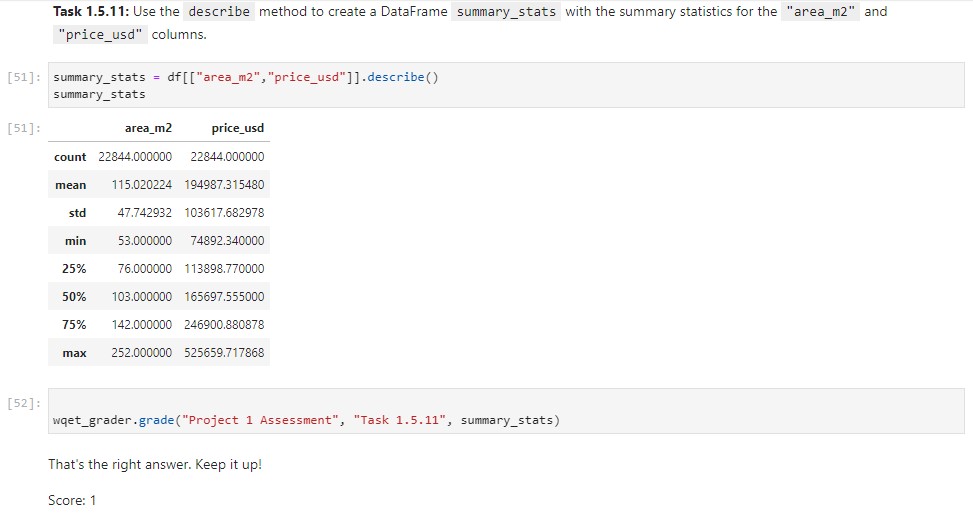 Task 1.5.11: Use the describe method to create a DataFrame summary_stats with the summary statistics for the "area_m2" and
"price_usd" columns.
[51]: summary_stats = df[["area_m2","price_usd"]].describe()
summary_stats
[51]: area_m2 price_usd
count 22844.000000 22844.000000
mean 115.020224 194987.315480
std 47.742932 103617.682978
min 53.000000 74892.340000
25% 76.000000 113898.770000
50% 103.000000 165697.555000
75% 142.000000 246900.880878
max 252.000000 525659.717868
[52]:
wqet_grader.grade("Project 1 Assessment", "Task 1.5.11", summary_stats)
That's the right answer. Keep it up!
Score: 1